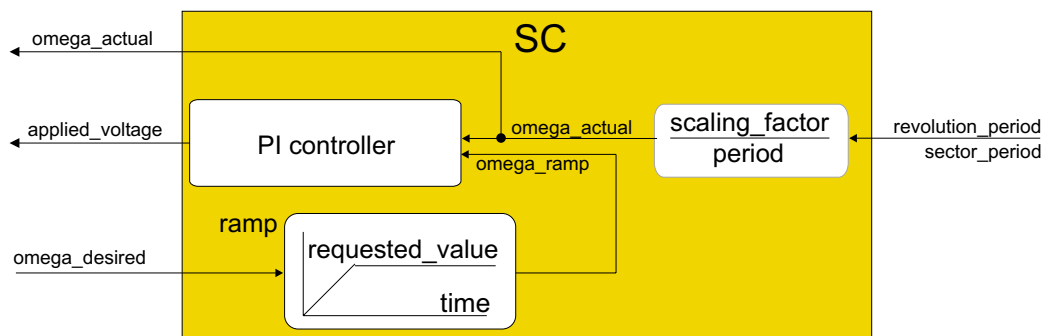 SC
omega_actual
applied_voltage
PI controller
omega_actual
omega_ramp
scaling_factor
period
revolution_period
sector_period
ramp
omega_desired
requested_value
time